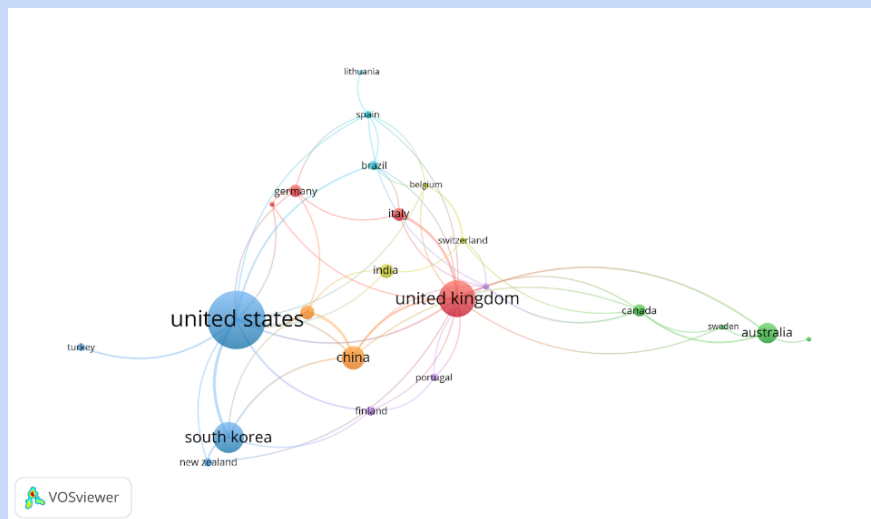 lithuania
spain
brazil
belgium
germany
italy
switzerland
india
united kingdom
canada
united states
sweden
australia
turkey
china
portugal
finland
south korea
new zealand
VOSviewer